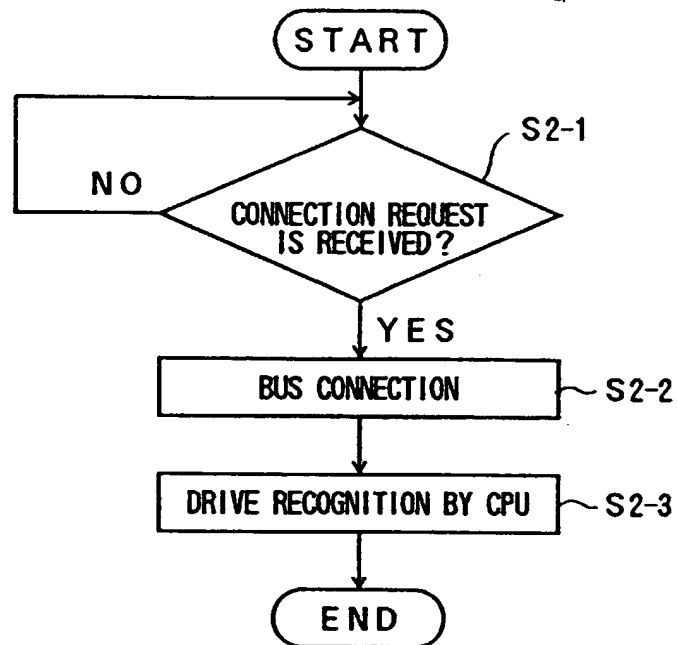 START
S2-1
NO
CONNECTION REQUEST
IS RECEIVED?
YES
BUS CONNECTION
S2-2
DRIVE RECOGNITION BY CPU
S2-3
END